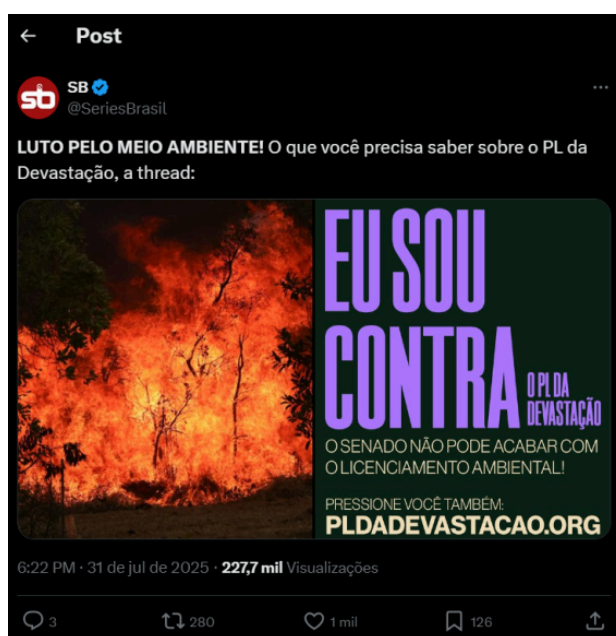 Post
SB
@SeriesBrasil
LUTO PELO MEIO AMBIENTE! O que você precisa saber sobre o PL da
Devastação, a thread:
EU SOU
CONTRA
O PL DA
DEVASTAÇÃO
O SENADO NÃO PODE ACABAR COM
O LICENCIAMENTO AMBIENTAL!
PRESSIONE VOCÊ TAMBÉM:
PLDADEVASTACAO.ORG
6:22 PM · 31 de jul de 2025 · 227,7 mil Visualizações
3 280 1 mil 126